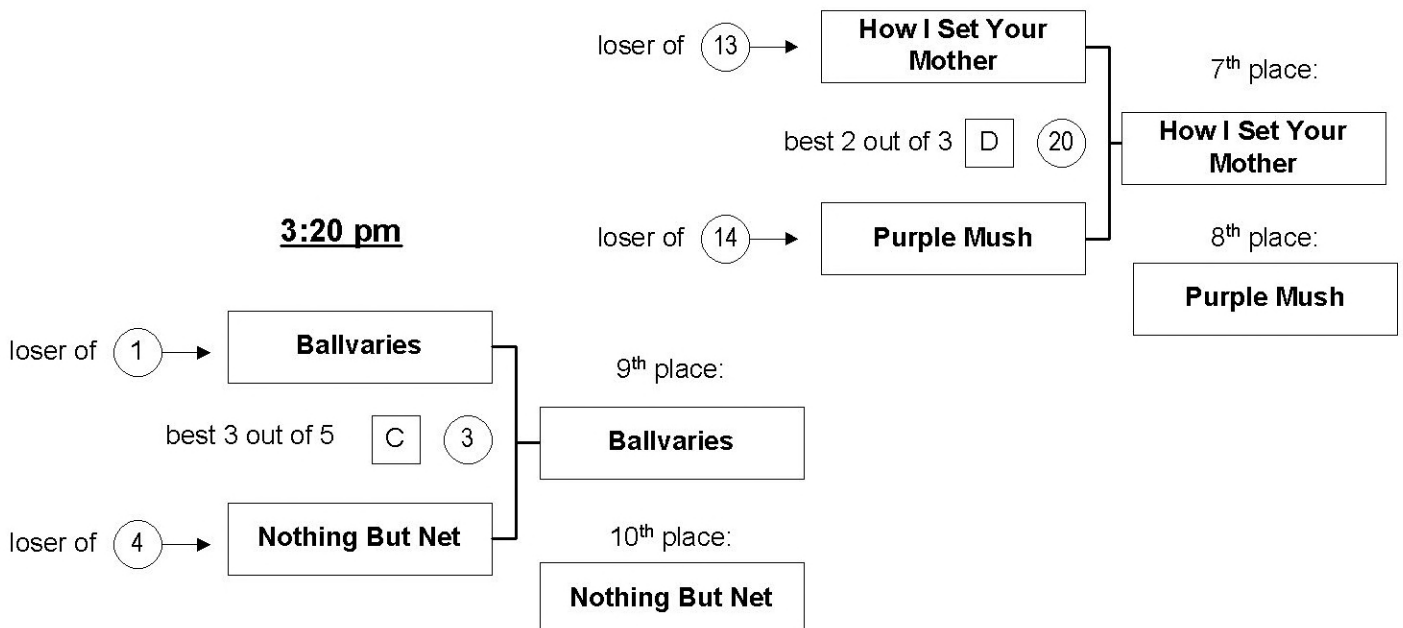 loser of 13
How I Set Your
Mother
7th place:
best 2 out of 3 D 20
How I Set Your
Mother
3:20 pm
loser of 14
Purple Mush
8th place:
Purple Mush
loser of 1
Ballvaries
9th place:
best 3 out of 5 C 3
Ballvaries
loser of 4
Nothing But Net
10th place:
Nothing But Net